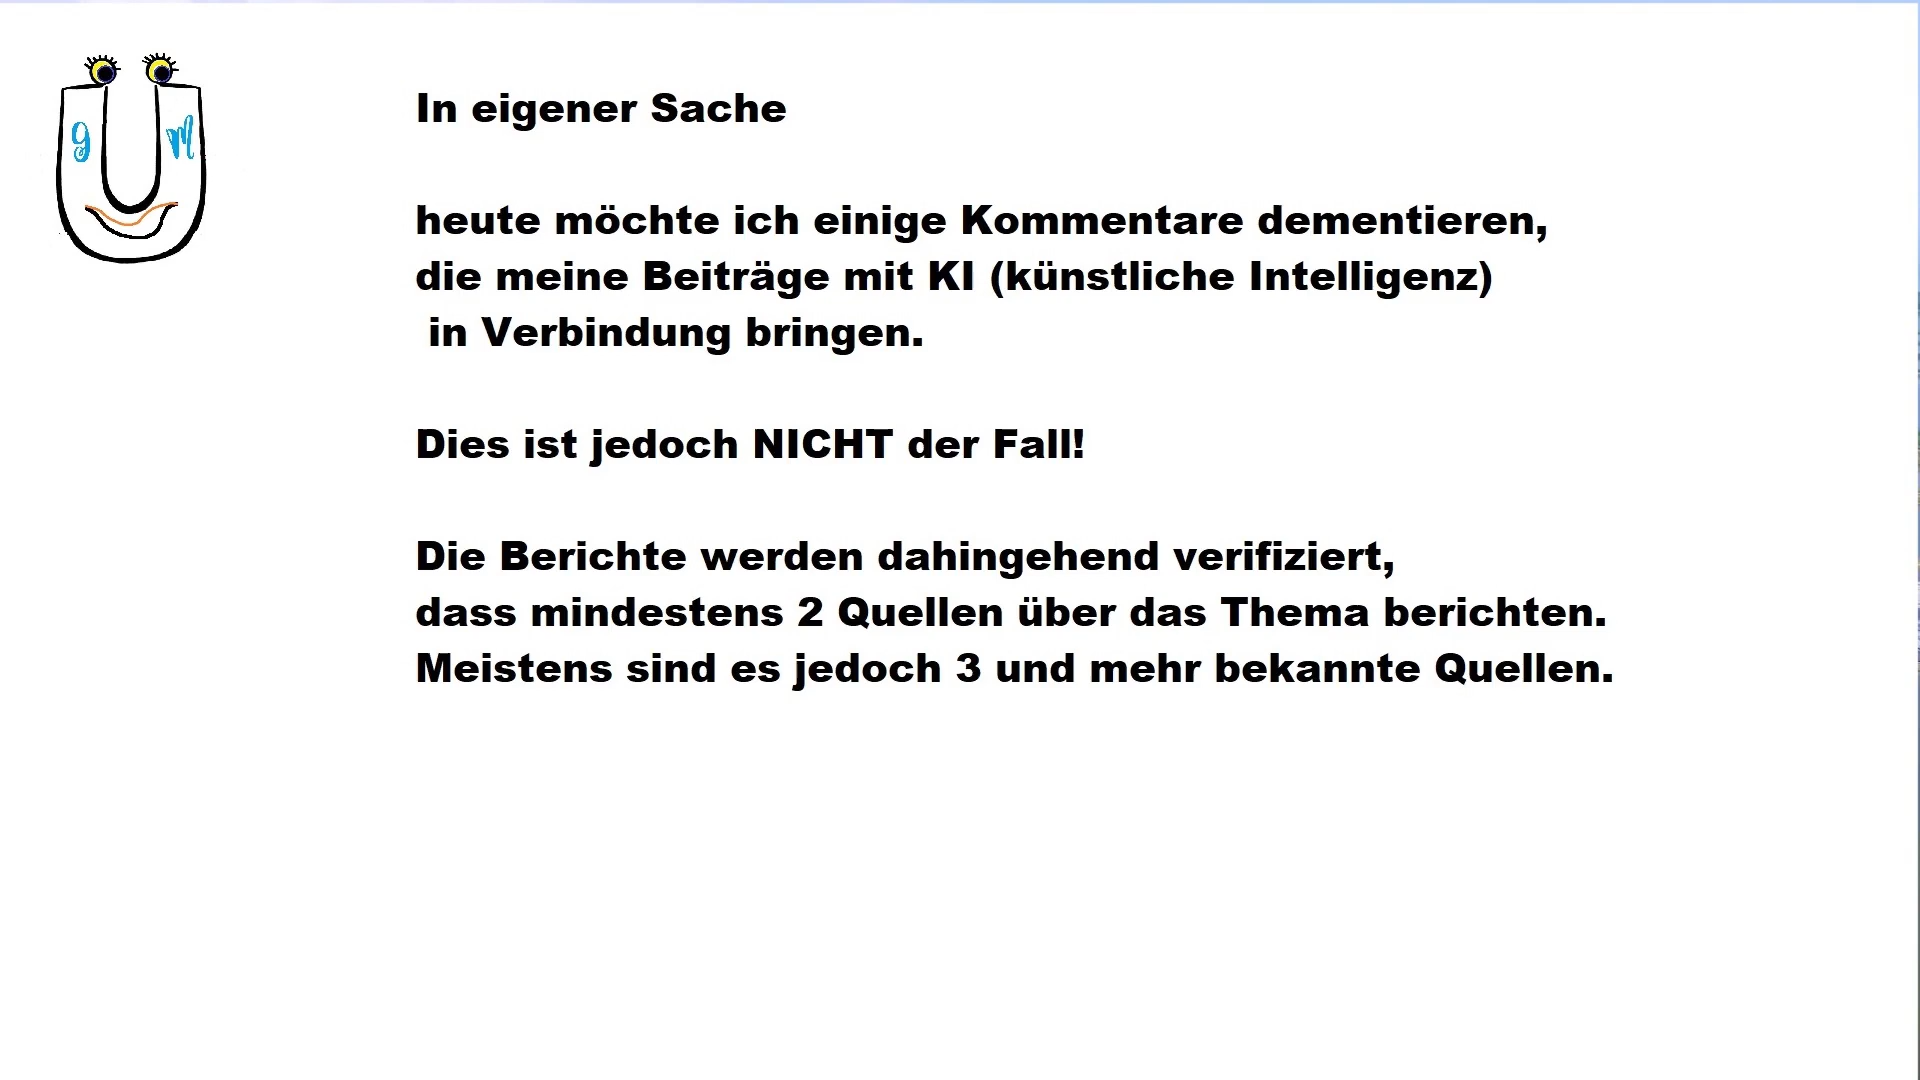 g m
In eigener Sache
heute möchte ich einige Kommentare dementieren,
die meine Beiträge mit KI (künstliche Intelligenz)
in Verbindung bringen.
Dies ist jedoch NICHT der Fall!
Die Berichte werden dahingehend verifiziert,
dass mindestens 2 Quellen über das Thema berichten.
Meistens sind es jedoch 3 und mehr bekannte Quellen.